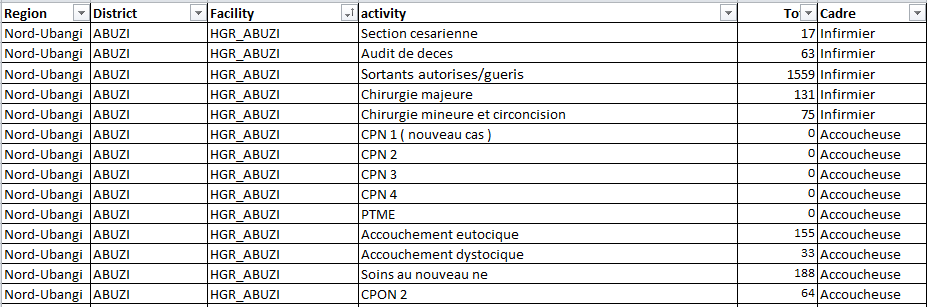 Region District Facility activity To Cadre
Nord-Ubangi ABUZI HGR_ABUZI Section cesarienne 17 Infirmier
Nord-Ubangi ABUZI HGR_ABUZI Audit de deces 63 Infirmier
Nord-Ubangi ABUZI HGR_ABUZI Sortants autorises/gueris 1559 Infirmier
Nord-Ubangi ABUZI HGR_ABUZI Chirurgie majeure 131 Infirmier
Nord-Ubangi ABUZI HGR_ABUZI Chirurgie mineure et circoncision 75 Infirmier
Nord-Ubangi ABUZI HGR_ABUZI CPN 1 ( nouveau cas ) 0 Accoucheuse
Nord-Ubangi ABUZI HGR_ABUZI CPN 2 0 Accoucheuse
Nord-Ubangi ABUZI HGR_ABUZI CPN 3 0 Accoucheuse
Nord-Ubangi ABUZI HGR_ABUZI CPN 4 0 Accoucheuse
Nord-Ubangi ABUZI HGR_ABUZI PTME 0 Accoucheuse
Nord-Ubangi ABUZI HGR_ABUZI Accouchement eutocique 155 Accoucheuse
Nord-Ubangi ABUZI HGR_ABUZI Accouchement dystocique 33 Accoucheuse
Nord-Ubangi ABUZI HGR_ABUZI Soins au nouveau ne 188 Accoucheuse
Nord-Ubangi ABUZI HGR_ABUZI CPON 2 64 Accoucheuse